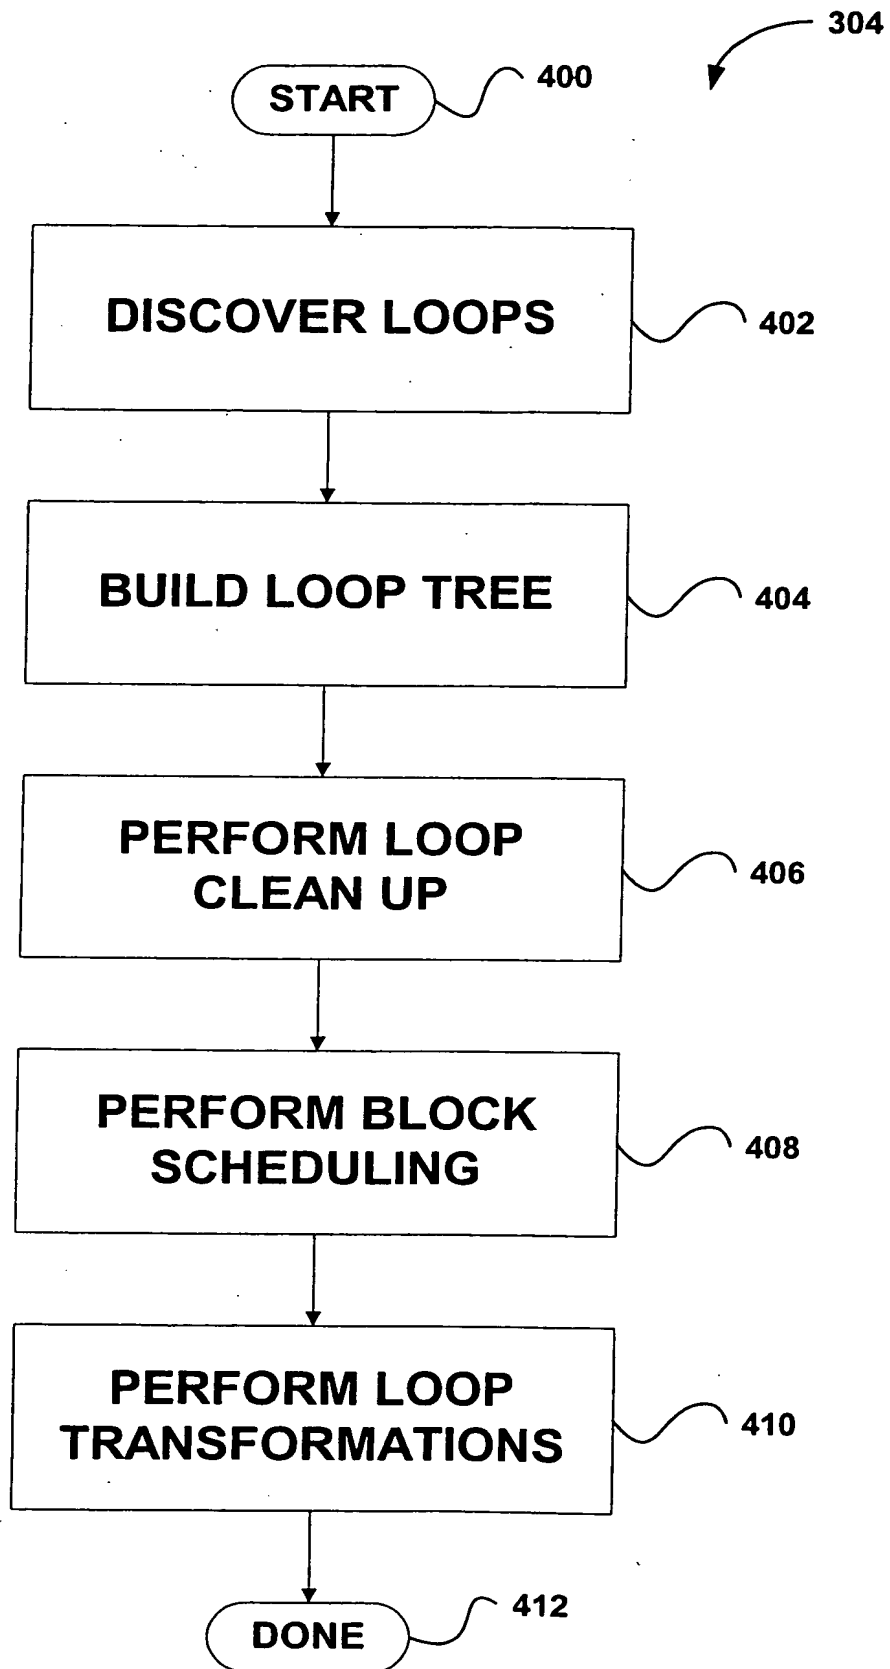 304
START
400
DISCOVER LOOPS
402
BUILD LOOP TREE
404
PERFORM LOOP
CLEAN UP
406
PERFORM BLOCK
SCHEDULING
408
PERFORM LOOP
TRANSFORMATIONS
410
DONE
412